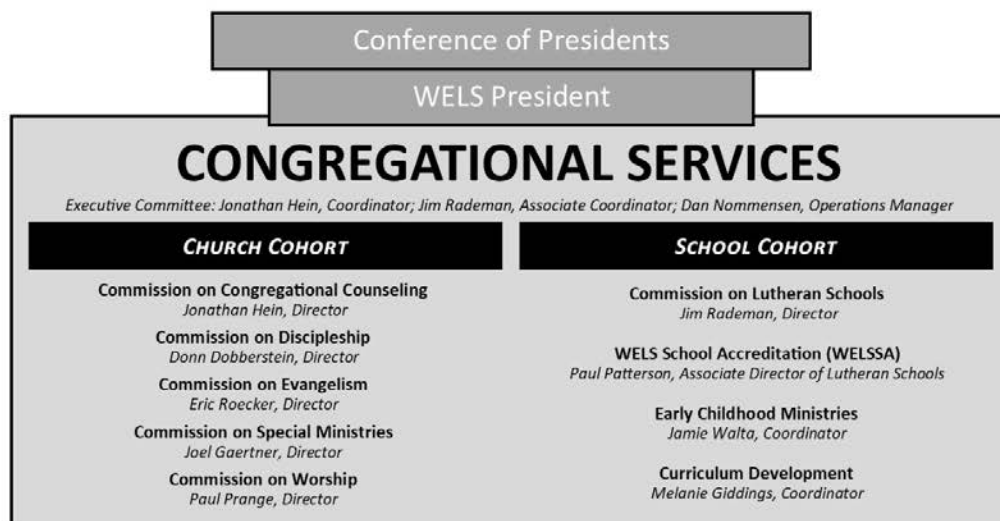 Conference of Presidents
WELS President
CONGREGATIONAL SERVICES
Executive Committee: Jonathan Hein, Coordinator; Jim Rademan, Associate Coordinator; Dan Nommensen, Operations Manager
CHURCH COHORT
Commission on Congregational Counseling
Jonathan Hein, Director
Commission on Discipleship
Donn Dobberstein, Director
Commission on Evangelism
Eric Roecker, Director
Commission on Special Ministries
Joel Gaertner, Director
Commission on Worship
Paul Prange, Director
SCHOOL COHORT
Commission on Lutheran Schools
Jim Rademan, Director
WELS School Accreditation (WELSSA)
Paul Patterson, Associate Director of Lutheran Schools
Early Childhood Ministries
Jamie Walta, Coordinator
Curriculum Development
Melanie Giddings, Coordinator